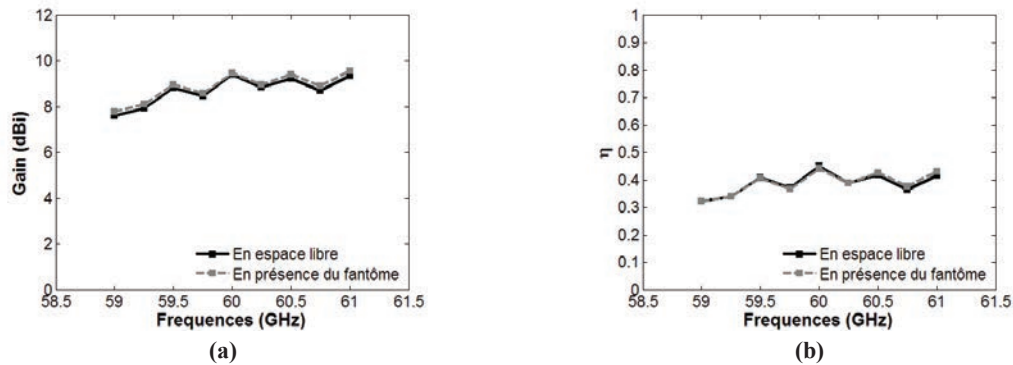 12
10
8
6
4
2
0
Gain (dBi)
En espace libre
En présence du fantôme
58.5 59 59.5 60 60.5 61 61.5
Frequences (GHz)
(a)
1
0.9
0.8
0.7
0.6
0.5
0.4
0.3
0.2
0.1
0
η
En espace libre
En présence du fantôme
58.5 59 59.5 60 60.5 61 61.5
Frequences (GHz)
(b)